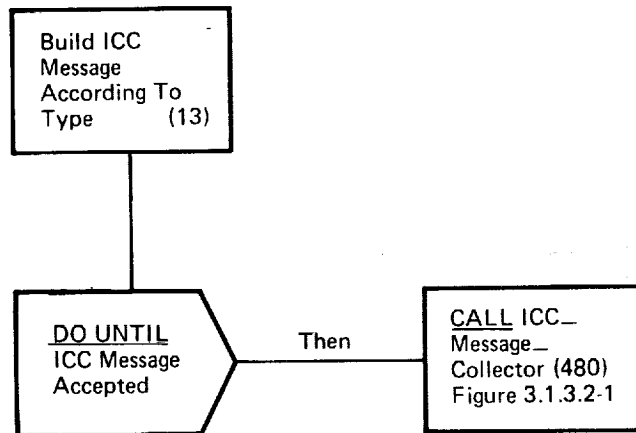 Build ICC
Message
According To
Type (13)
DO UNTIL
ICC Message
Accepted
Then
CALL ICC_
Message_
Collector (480)
Figure 3.1.3.2-1